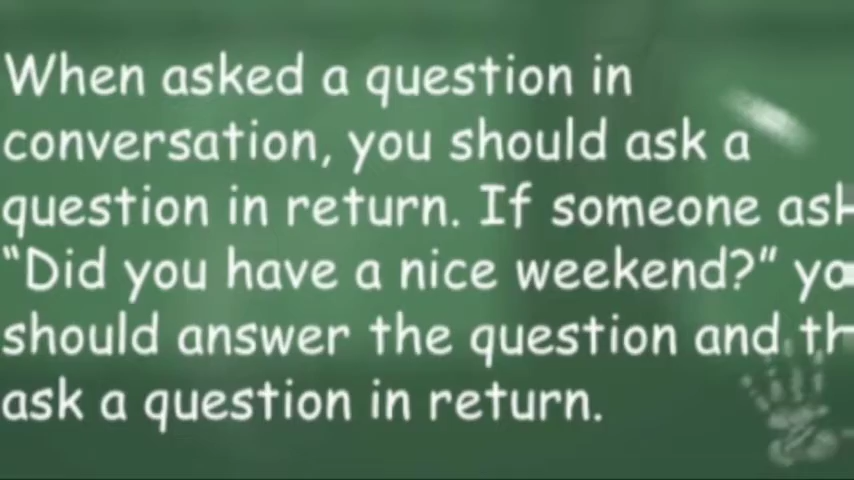 When asked a question in
conversation, you should ask a
question in return. If someone
“Did you have a nice weekend?”
should answer the question and
ask a question in return.